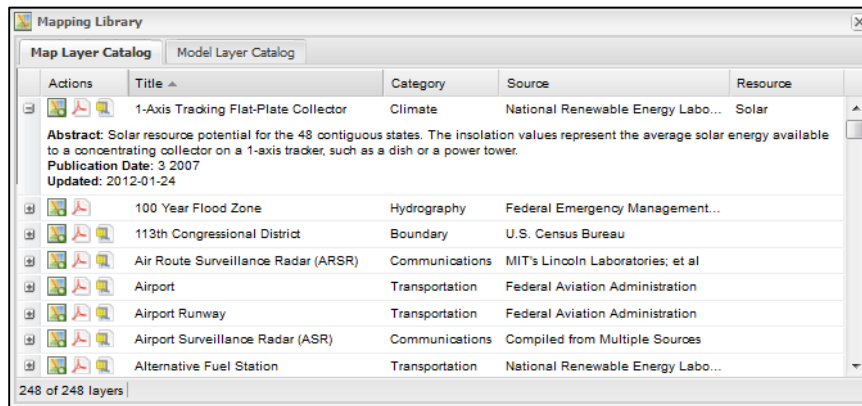 Mapping Library
Map Layer Catalog Model Layer Catalog
Actions Title Category Source Resource
1-Axis Tracking Flat-Plate Collector Climate National Renewable Energy Labo... Solar
Abstract: Solar resource potential for the 48 contiguous states. The insolation values represent the average solar energy available
to a concentrating collector on a 1-axis tracker, such as a dish or a power tower.
Publication Date: 3 2007
Updated: 2012-01-24
100 Year Flood Zone Hydrography Federal Emergency Management...
113th Congressional District Boundary U.S. Census Bureau
Air Route Surveillance Radar (ARSR) Communications MIT's Lincoln Laboratories; et al
Airport Transportation Federal Aviation Administration
Airport Runway Transportation Federal Aviation Administration
Airport Surveillance Radar (ASR) Communications Compiled from Multiple Sources
Alternative Fuel Station Transportation National Renewable Energy Labo...
248 of 248 layers